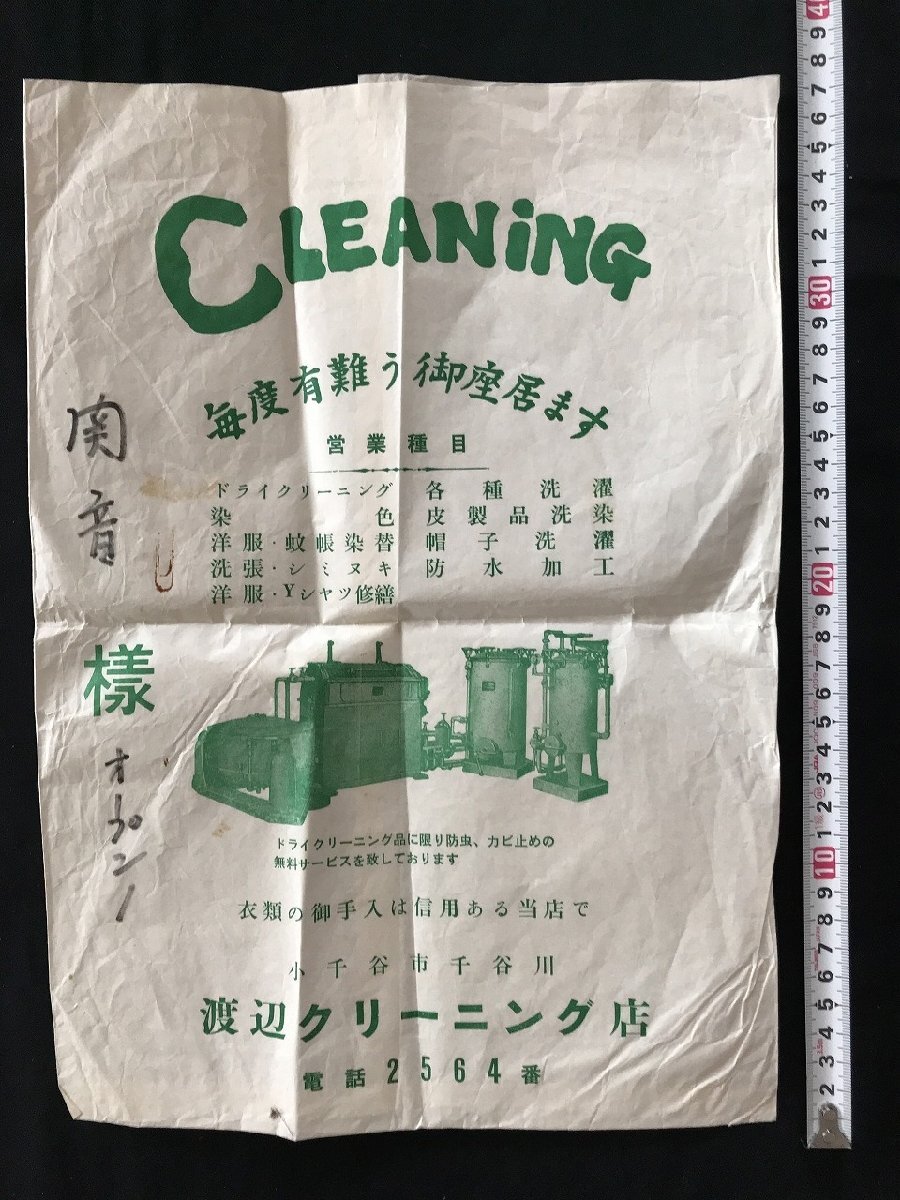 CLEANiNG
毎度有難う御座居ます
営業種目
ドライクリーニング 各種洗濯
染色 皮製品洗染
洋服・蚊帳染替 帽子洗濯
洗張・シミヌキ 防水加工
洋服・Yシャツ修繕
関音
様
オープン1
ドライクリーニング品に限り防虫、カビ止めの
無料サービスを致しております
衣類の御手入は信用ある当店で
小千谷市千谷川
渡辺クリーニング店
電話2564番